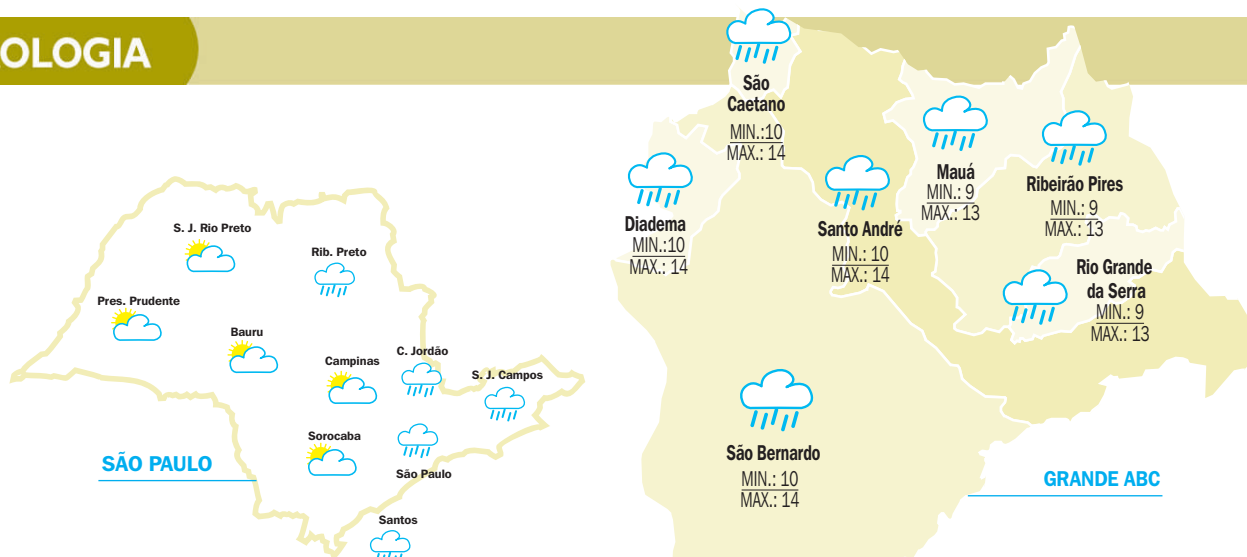 OLOGIA
S. J. Rio Preto
Rib. Preto
Pres. Prudente
Bauru
Campinas
C. Jordão
S. J. Campos
Sorocaba
São Paulo
Santos
SÃO PAULO
São
Caetano
MIN.:10
MAX.: 14
Diadema
MIN.:10
MAX.: 14
Santo André
MIN.: 10
MAX.: 14
Mauá
MIN.: 9
MAX.: 13
Ribeirão Pires
MIN.: 9
MAX.: 13
Rio Grande
da Serra
MIN.: 9
MAX.: 13
São Bernardo
MIN.: 10
MAX.: 14
GRANDE ABC